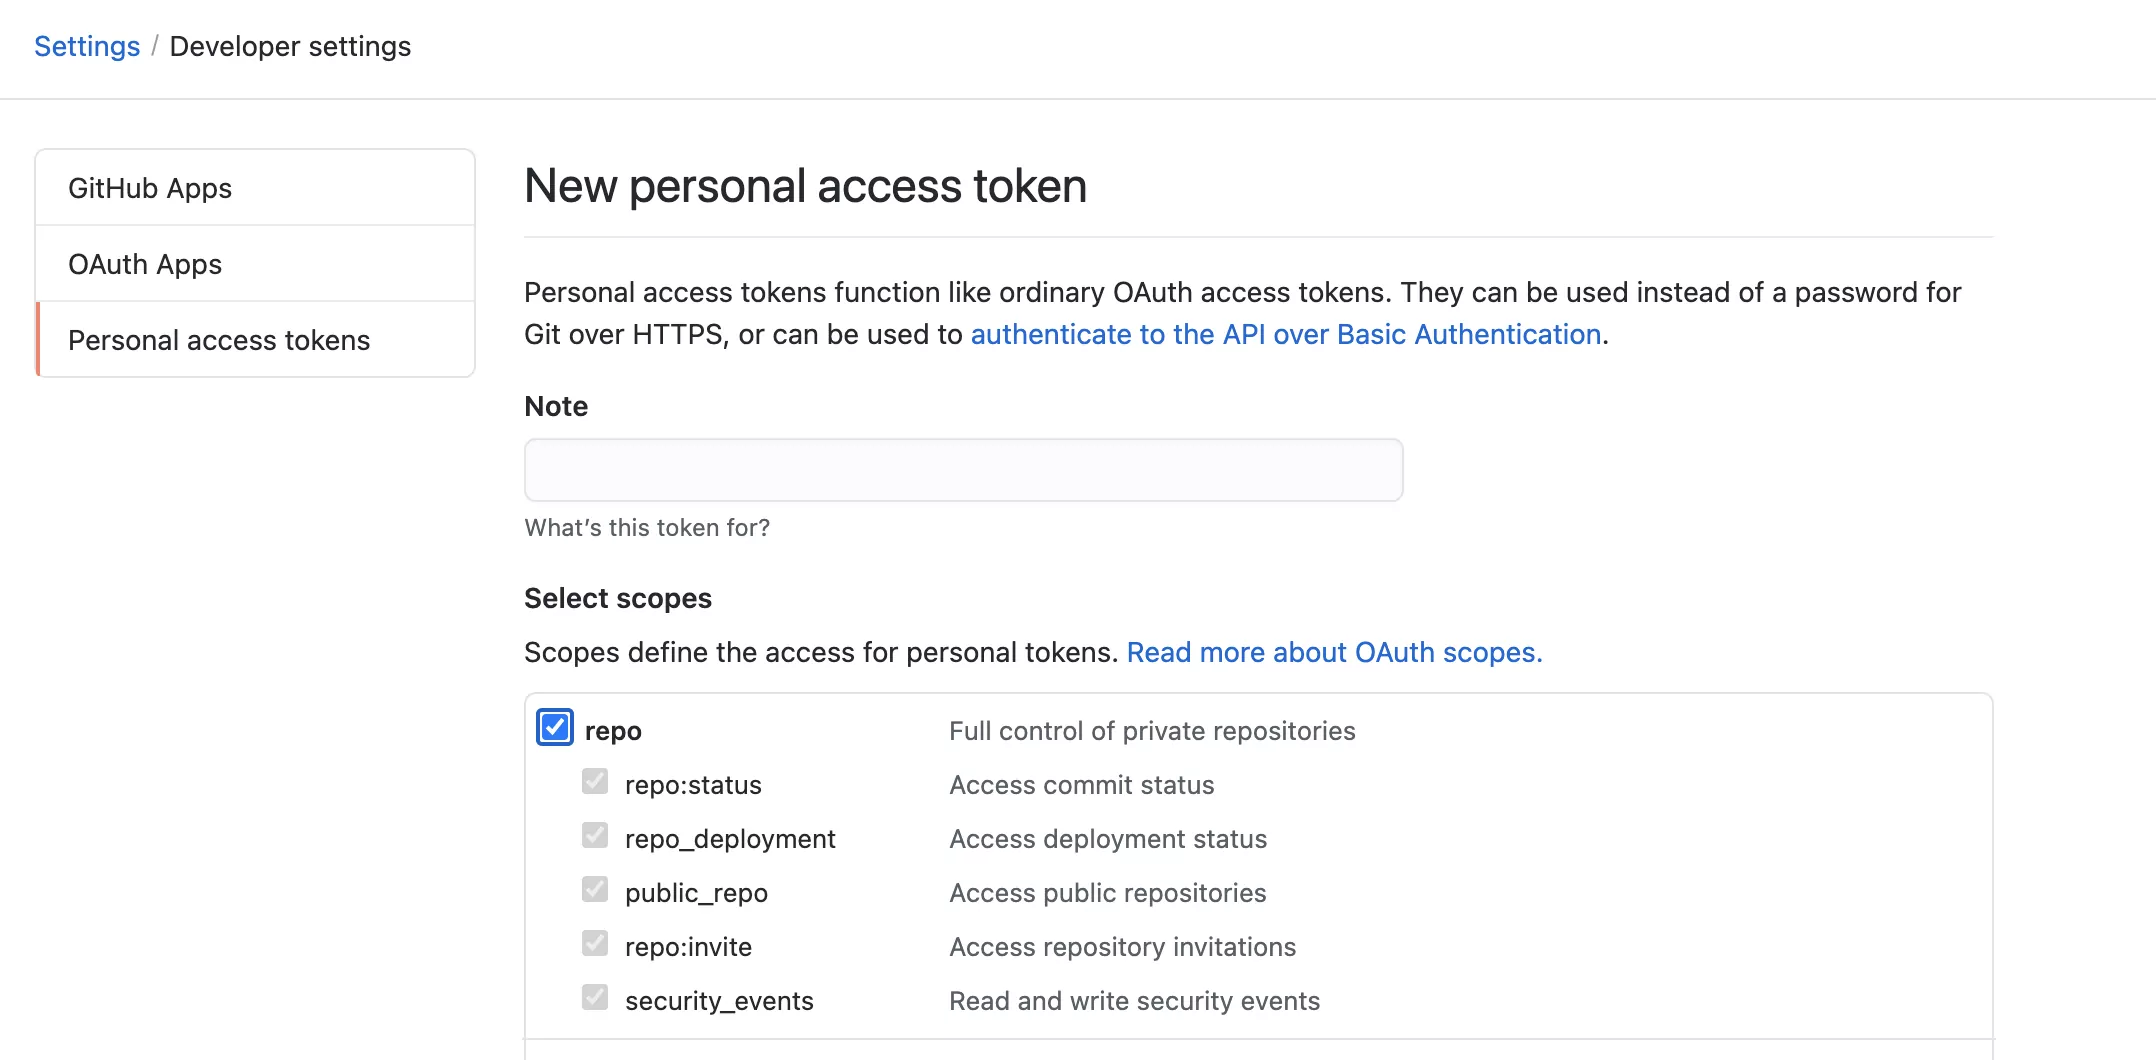 Settings / Developer settings
GitHub Apps
OAuth Apps
Personal access tokens
New personal access token
Personal access tokens function like ordinary OAuth access tokens. They can be used instead of a password for
Git over HTTPS, or can be used to authenticate to the API over Basic Authentication.
Note
What's this token for?
Select scopes
Scopes define the access for personal tokens. Read more about OAuth scopes.
repo Full control of private repositories
repo:status Access commit status
repo_deployment Access deployment status
public_repo Access public repositories
repo:invite Access repository invitations
security_events Read and write security events